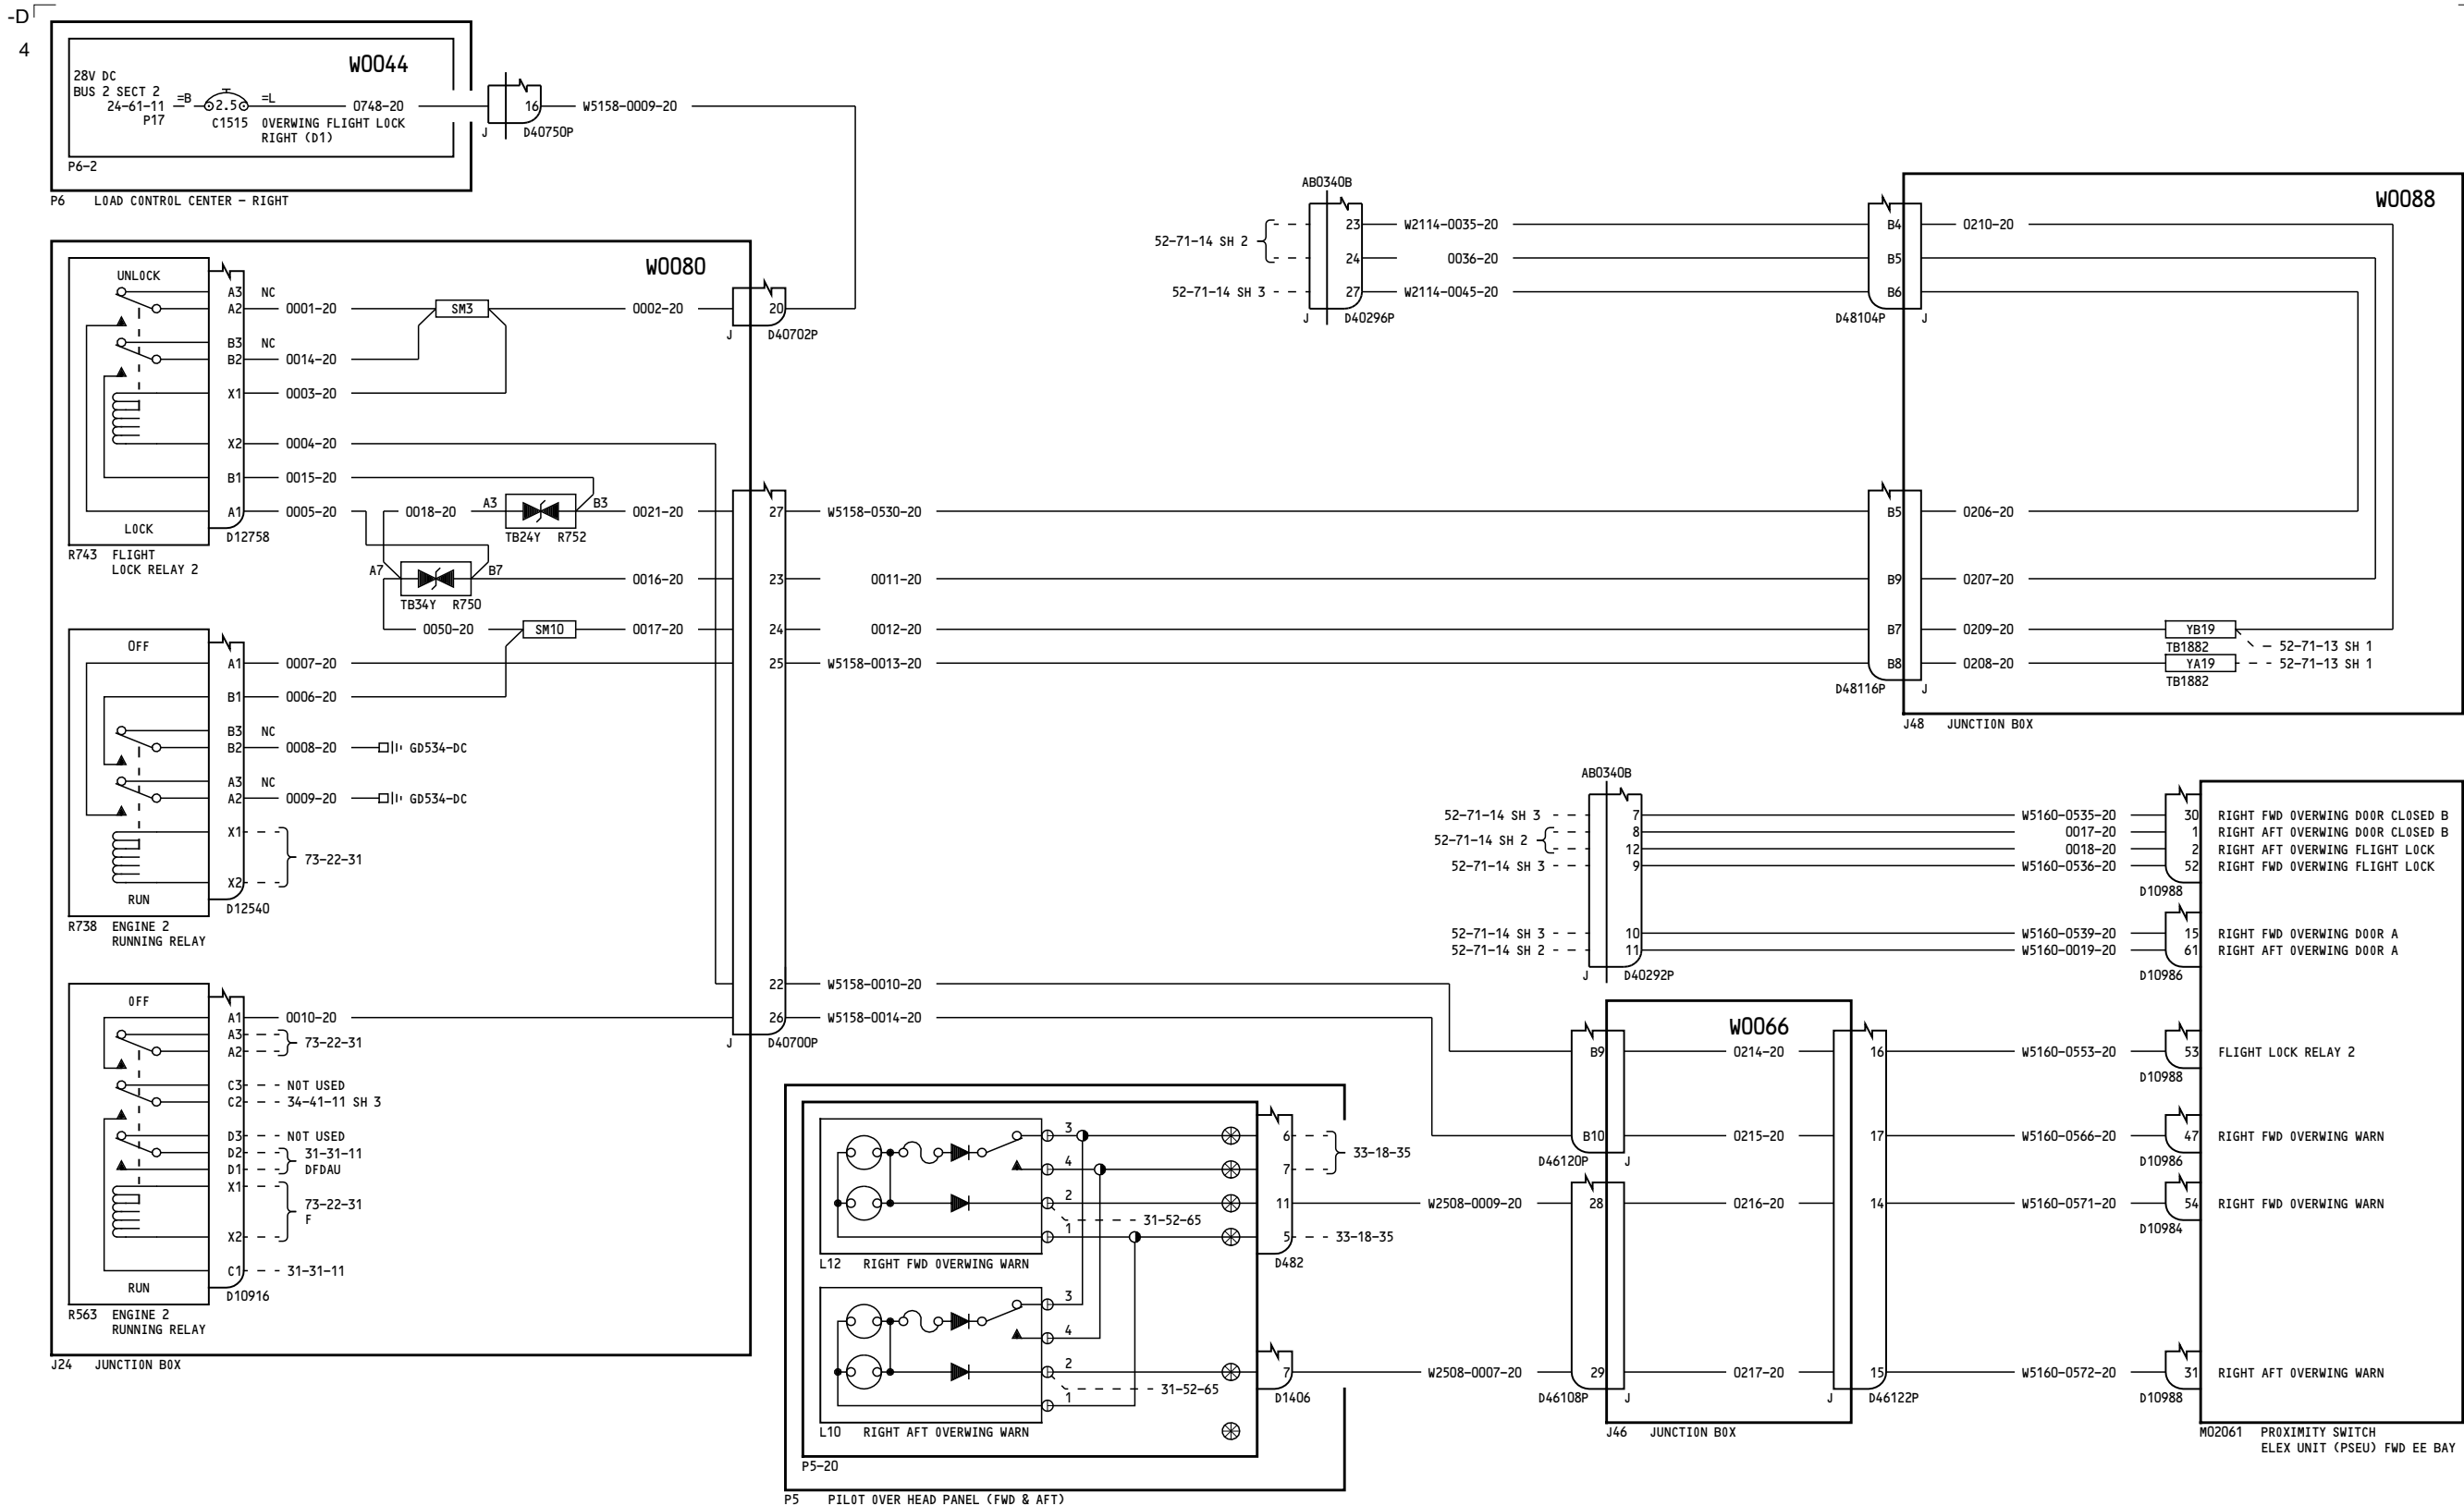 -D
4
W0044
28V DC
BUS 2 SECT 2
24-61-11
P17
=B
2.5
=L
C1515
OVERWING FLIGHT LOCK
RIGHT (D1)
0748-20
P6-2
P6 LOAD CONTROL CENTER - RIGHT
16
J
D40750P
W5158-0009-20
W0080
UNLOCK
A3 NC
A2 0001-20
SM3
0002-20
20
J
D40702P
B3 NC
B2 0014-20
X1 0003-20
X2 0004-20
B1 0015-20
A1 0005-20
LOCK
D12758
R743 FLIGHT
LOCK RELAY 2
0018-20
A3
B3
0021-20
TB24Y R752
A7
B7
0016-20
TB34Y R750
0050-20
SM10
0017-20
OFF
A1 0007-20
B1 0006-20
B3 NC
B2 0008-20 GD534-DC
A3 NC
A2 0009-20 GD534-DC
X1
73-22-31
X2
RUN
D12540
R738 ENGINE 2
RUNNING RELAY
OFF
A1 0010-20
A3
73-22-31
A2
C3 NOT USED
C2 34-41-11 SH 3
D3 NOT USED
D2 31-31-11
D1 DFDAU
X1
73-22-31
F
X2
C1 31-31-11
RUN
D10916
R563 ENGINE 2
RUNNING RELAY
J24 JUNCTION BOX
27 W5158-0530-20
23 0011-20
24 0012-20
25 W5158-0013-20
22 W5158-0010-20
26 W5158-0014-20
J
D40700P
AB0340B
52-71-14 SH 2
23 W2114-0035-20
24 0036-20
52-71-14 SH 3
27 W2114-0045-20
J
D40296P
W0088
B4 0210-20
B5
B6
D48104P
J
B5 0206-20
B9 0207-20
B7 0209-20
YB19
TB1882
52-71-13 SH 1
B8 0208-20
YA19
52-71-13 SH 1
TB1882
D48116P
J
J48 JUNCTION BOX
AB0340B
52-71-14 SH 3
7 W5160-0535-20 30 RIGHT FWD OVERWING DOOR CLOSED B
52-71-14 SH 2
8 0017-20 1 RIGHT AFT OVERWING DOOR CLOSED B
12 0018-20 2 RIGHT AFT OVERWING FLIGHT LOCK
52-71-14 SH 3
9 W5160-0536-20 52 RIGHT FWD OVERWING FLIGHT LOCK
D10988
52-71-14 SH 3
10 W5160-0539-20 15 RIGHT FWD OVERWING DOOR A
52-71-14 SH 2
11 W5160-0019-20 61 RIGHT AFT OVERWING DOOR A
J
D40292P
D10986
W0066
B9 0214-20 16 W5160-0553-20 53 FLIGHT LOCK RELAY 2
D10988
B10 0215-20 17 W5160-0566-20 47 RIGHT FWD OVERWING WARN
D46120P
J
D10986
28 0216-20 14 W5160-0571-20 54 RIGHT FWD OVERWING WARN
D10984
29 0217-20 15 W5160-0572-20 31 RIGHT AFT OVERWING WARN
D46108P
J
J
D46122P
D10988
J46 JUNCTION BOX
M02061 PROXIMITY SWITCH
ELEX UNIT (PSEU) FWD EE BAY
3
6
33-18-35
4
7
2
11 W2508-0009-20
31-52-65
1
5 33-18-35
D482
L12 RIGHT FWD OVERWING WARN
3
4
2
7 W2508-0007-20
31-52-65
1
D1406
L10 RIGHT AFT OVERWING WARN
P5-20
P5 PILOT OVER HEAD PANEL (FWD & AFT)